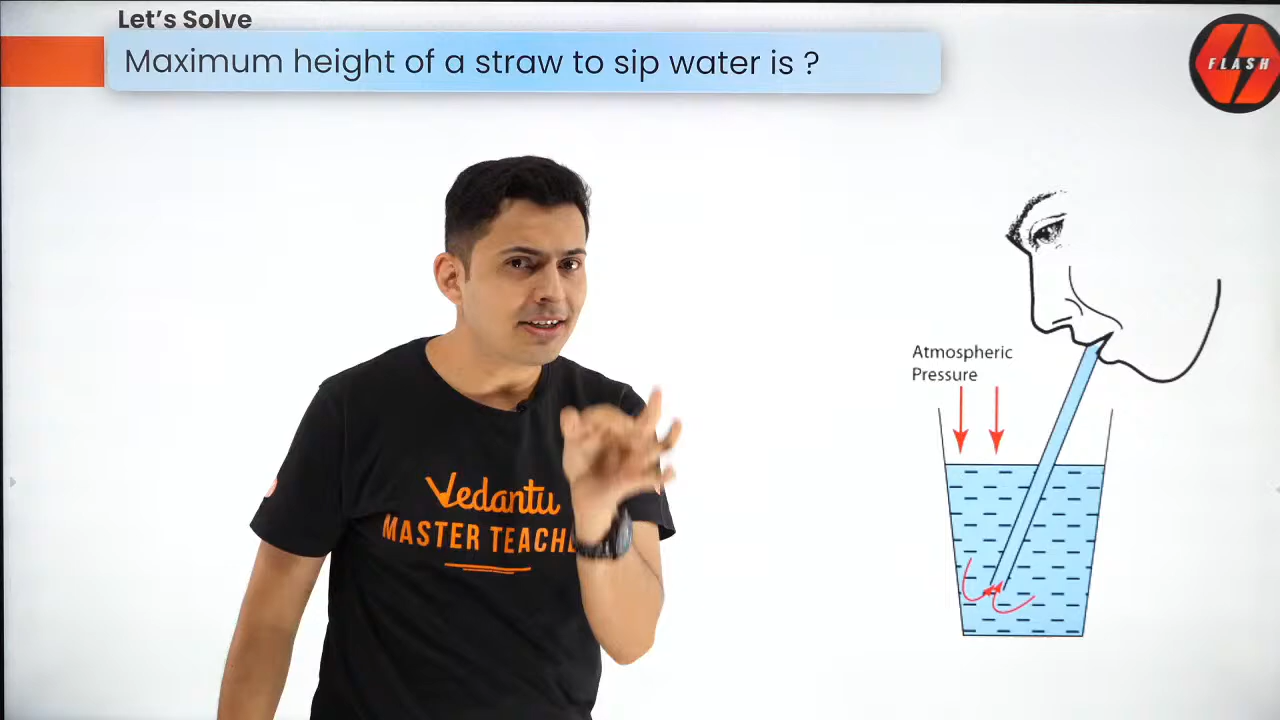 Let's Solve
Maximum height of a straw to sip water is ?
FLASH
Atmospheric
Pressure
Vedantu
MASTER TEACHE